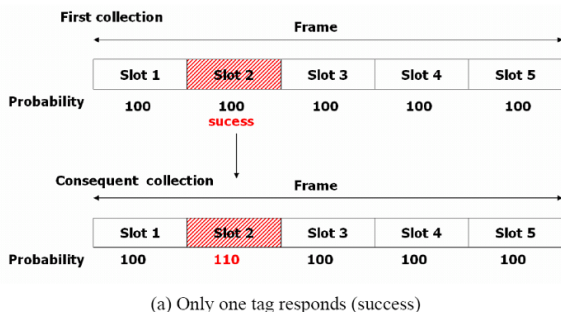 First collection
Frame
Slot 1 Slot 2 Slot 3 Slot 4 Slot 5
Probability 100 100 100 100 100
sucess
Consequent collection
Frame
Slot 1 Slot 2 Slot 3 Slot 4 Slot 5
Probability 100 110 100 100 100
(a) Only one tag responds (success)